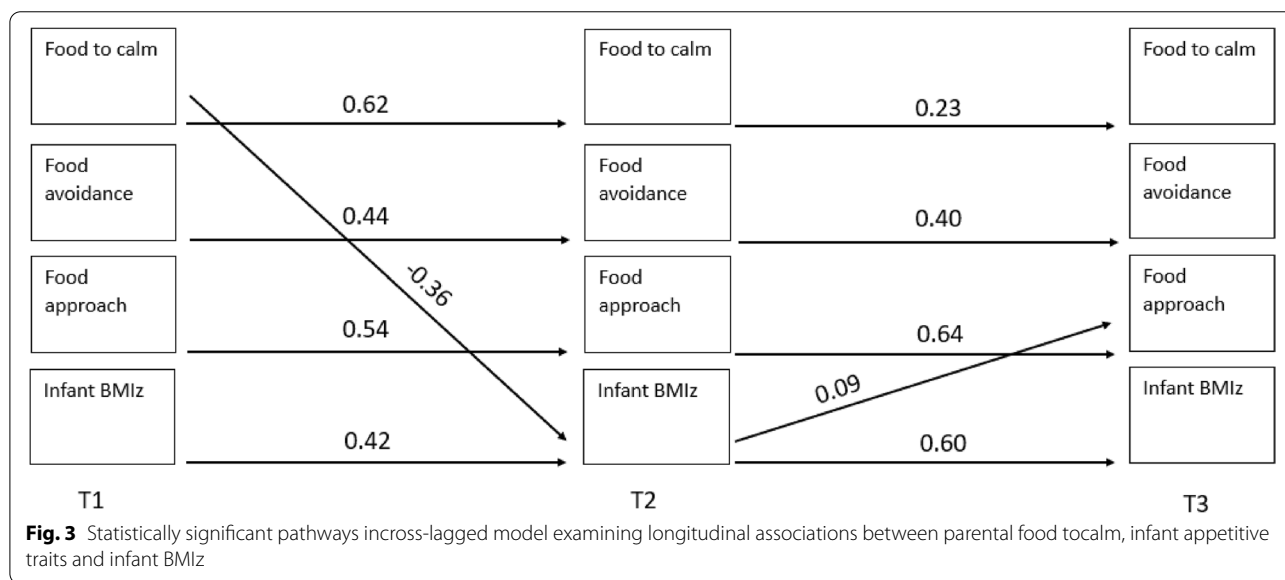 Food to calm
Food to calm
Food to calm
0.62
0.23
Food
avoidance
Food
avoidance
Food
avoidance
0.44
0.40
-0.36
Food
approach
Food
approach
Food
approach
0.54
0.64
Infant BMIz
Infant BMIz
Infant BMIz
0.09
0.42
0.60
T1
T2
T3
Fig. 3 Statistically significant pathways incross-lagged model examining longitudinal associations between parental food tocalm, infant appetitive
traits and infant BMIz